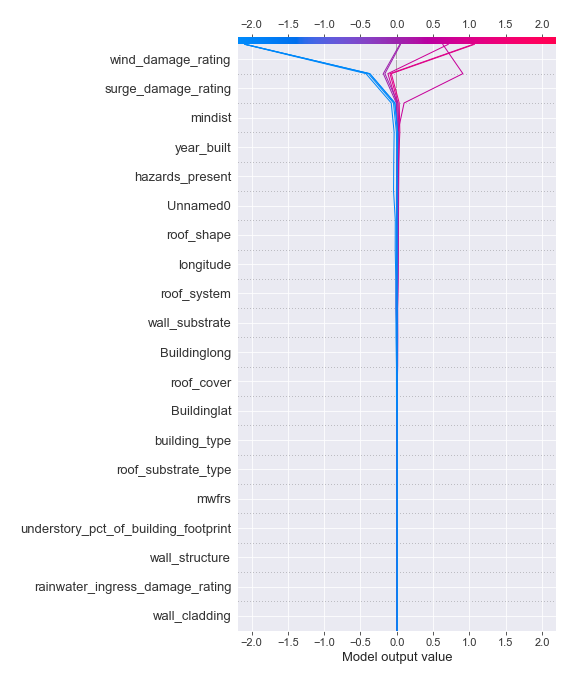 −2.0 −1.5 −1.0 −0.5 0.0 0.5 1.0 1.5 2.0
wind_damage_rating
surge_damage_rating
mindist
year_built
hazards_present
Unnamed0
roof_shape
longitude
roof_system
wall_substrate
Buildinglong
roof_cover
Buildinglat
building_type
roof_substrate_type
mwfrs
understory_pct_of_building_footprint
wall_structure
rainwater_ingress_damage_rating
wall_cladding
−2.0 −1.5 −1.0 −0.5 0.0 0.5 1.0 1.5 2.0
Model output value